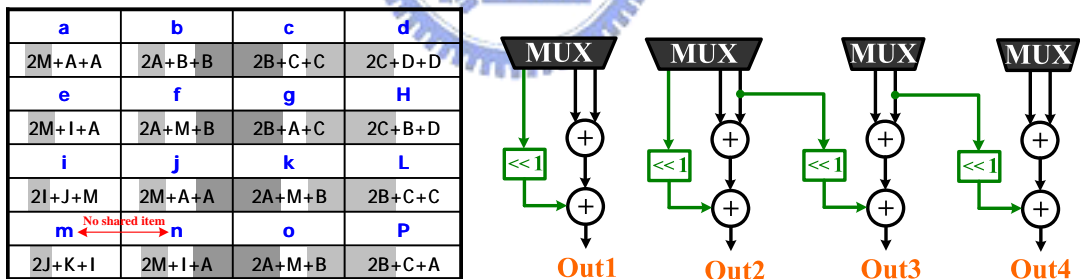 a b c d
2M+A+A 2A+B+B 2B+C+C 2C+D+D
e f g H
2M+I+A 2A+M+B 2B+A+C 2C+B+D
i j k L
2I+J+M 2M+A+A 2A+M+B 2B+C+C
No shared item
m n o P
2J+K+I 2M+I+A 2A+M+B 2B+C+A
MUX MUX MUX MUX
+ + + +
<<1 <<1 <<1 <<1
+ + + +
Out1 Out2 Out3 Out4